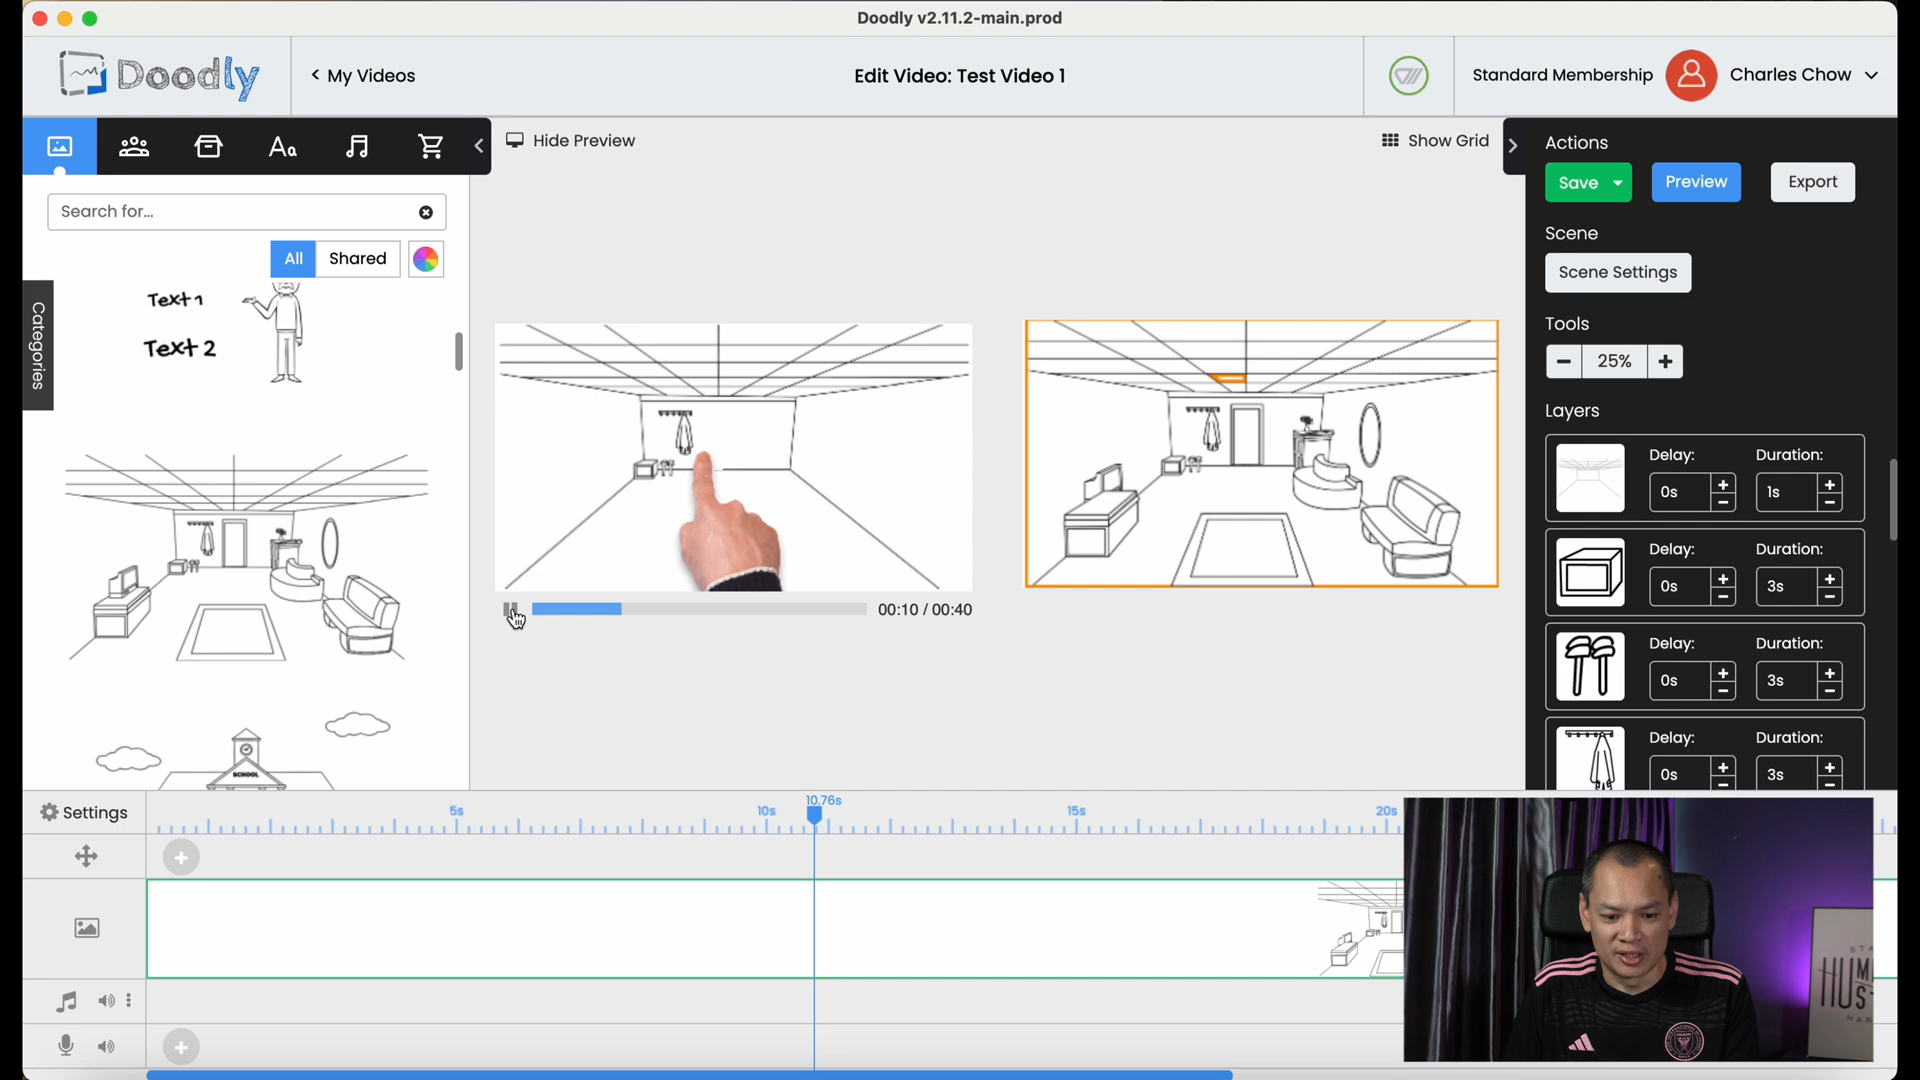 Doodly v2.11.2-main.prod
Doodly
My Videos
Edit Video: Test Video 1
Standard Membership
Charles Chow
Aa
Hide Preview
Show Grid
Actions
Save
Preview
Export
Search for...
All
Shared
Scene
Scene Settings
Categories
Text 1
Text 2
Tools
25%
Layers
Delay:
Duration:
0s
1s
Delay:
Duration:
0s
3s
Delay:
Duration:
0s
3s
Delay:
Duration:
0s
3s
00:10 / 00:40
SCHOOL
Settings
5s
10s
10.76s
15s
20s